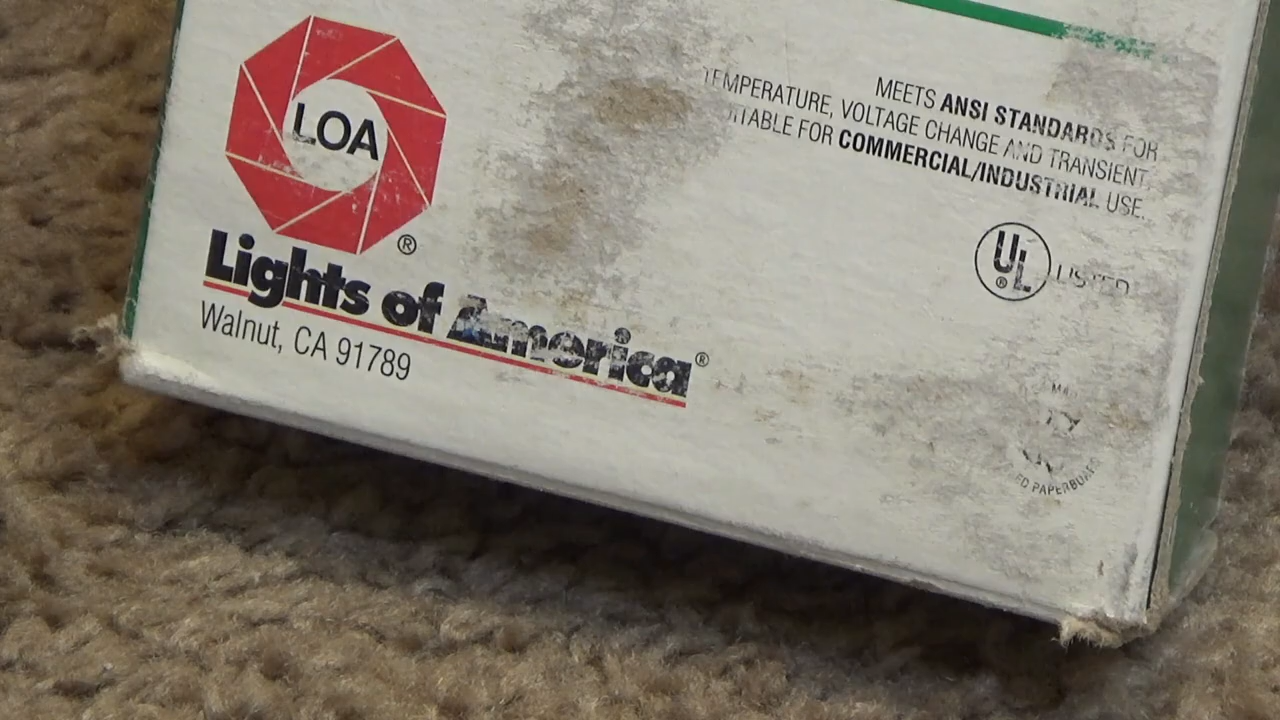 LOA
®
Lights of America®
Walnut, CA 91789
MEETS ANSI STANDARDS FOR
TEMPERATURE, VOLTAGE CHANGE AND TRANSIENT,
FOR COMMERCIAL/INDUSTRIAL USE.
UL® LISTED